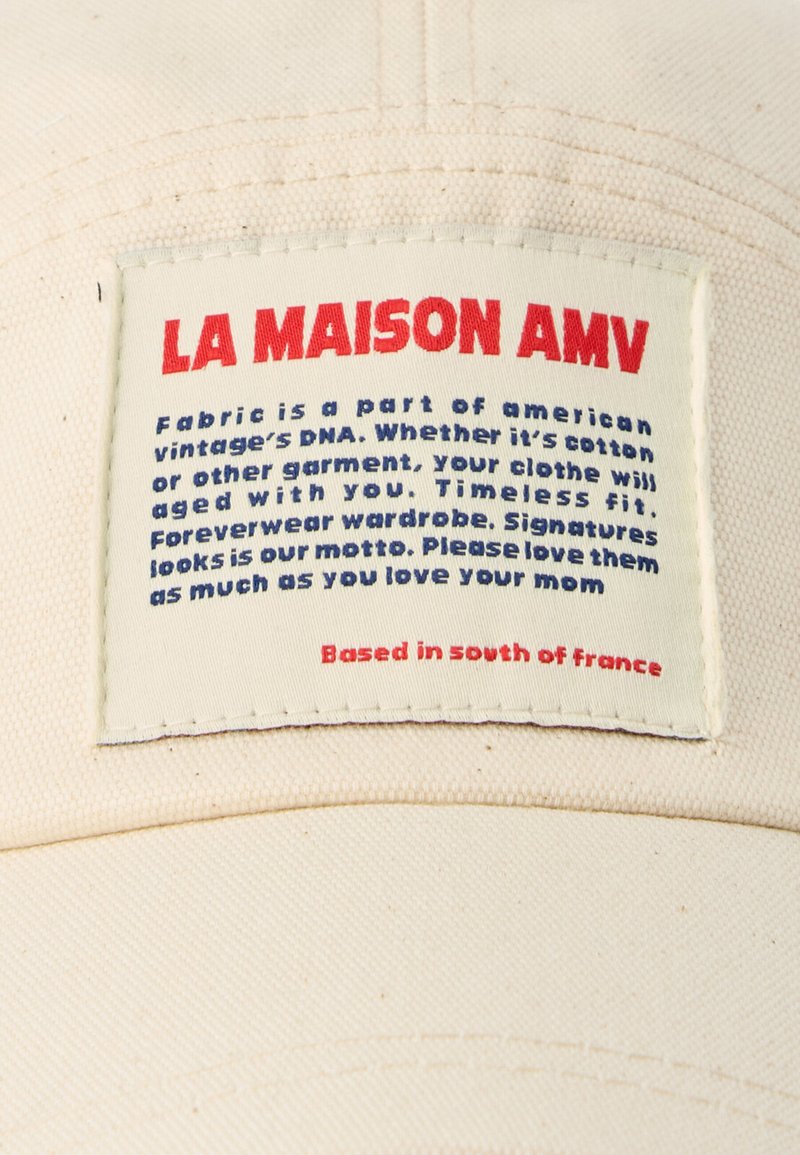 LA MAISON AMV
Fabric is a part of american
vintage's DNA. Whether it's cotton
or other garment, your clothe will
aged with you. Timeless fit.
Foreverwear wardrobe. Signatures
looks is our motto. Please love them
as much as you love your mom
Based in south of france